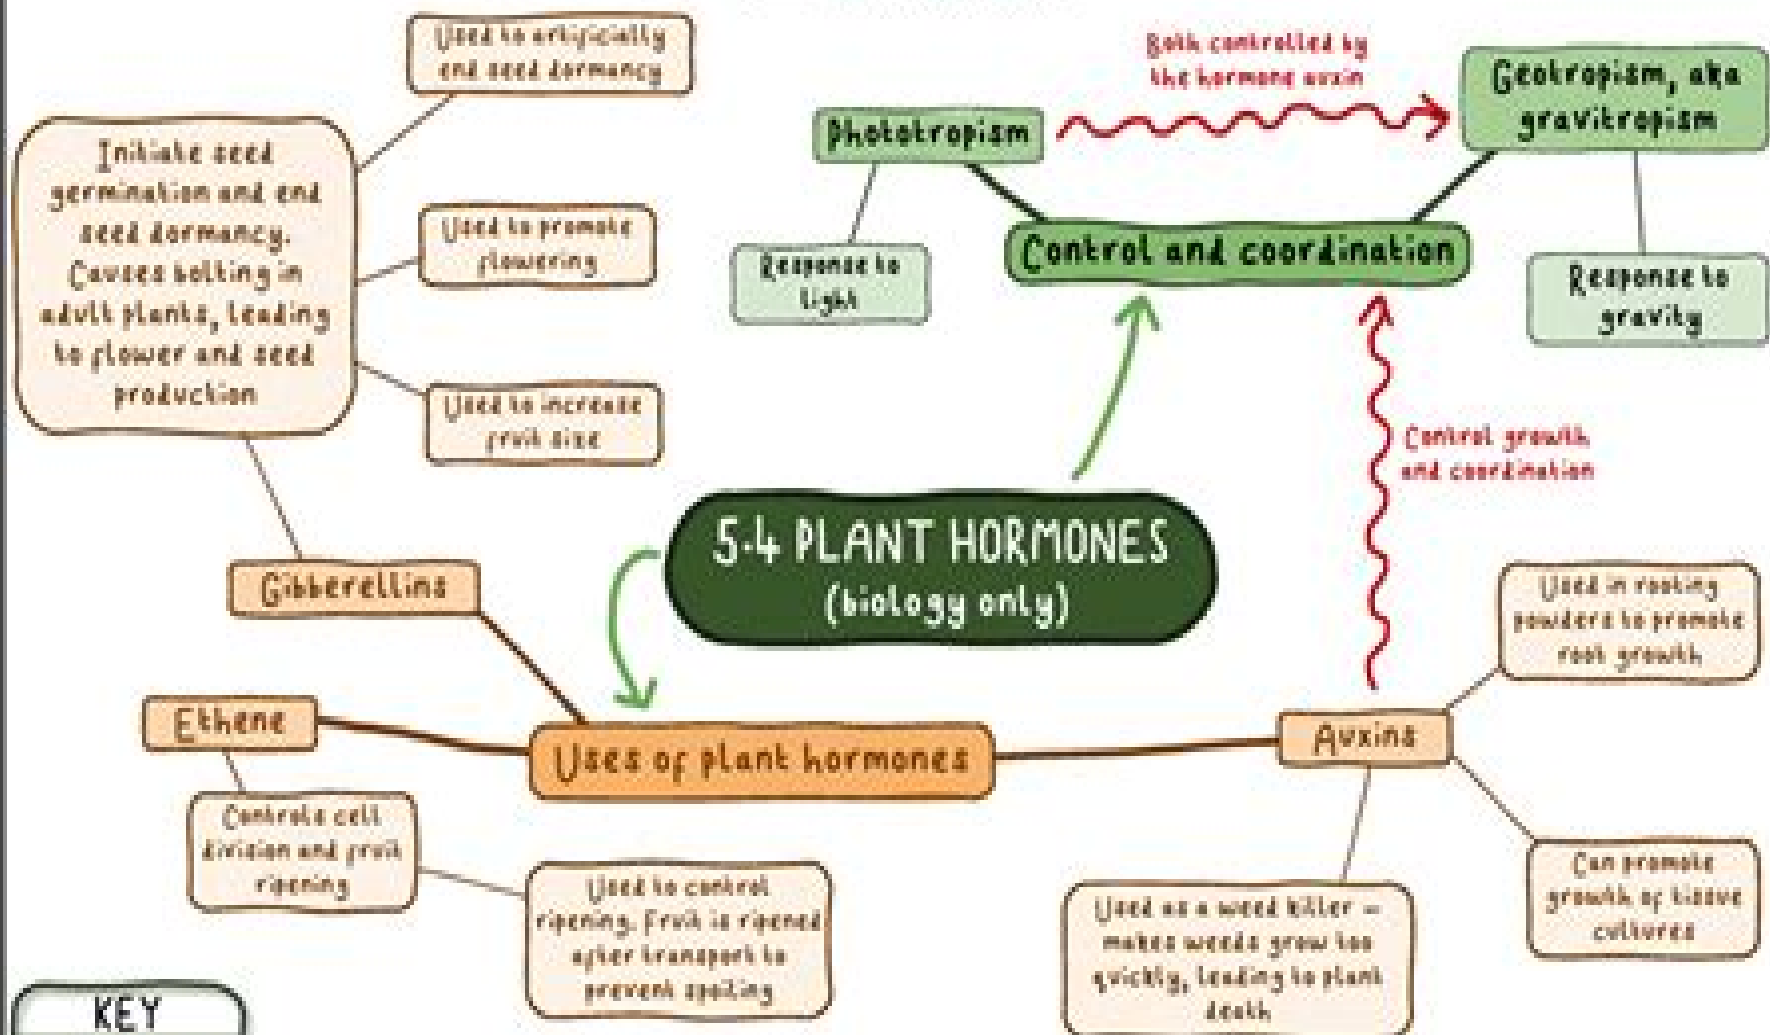 Used to artificially
end seed dormancy
Initiate seed
germination and end
seed dormancy.
Causes bolting in
adult plants, leading
to flower and seed
production
Used to promote
flowering
Used to increase
fruit size
Gibberellins
Both controlled by
the hormone auxin
Phototropism
Geotropism, aka
gravitropism
Response to
light
Control and coordination
Response to
gravity
Control growth
and coordination
5.4 PLANT HORMONES
(biology only)
Ethene
Uses of plant hormones
Auxins
Used in rooting
powders to promote
root growth
Controls cell
division and fruit
ripening
Used to control
ripening. Fruit is ripened
after transport to
prevent spoiling
Used as a weed killer –
makes weeds grow too
quickly, leading to plant
death
Can promote
growth of tissue
cultures
KEY